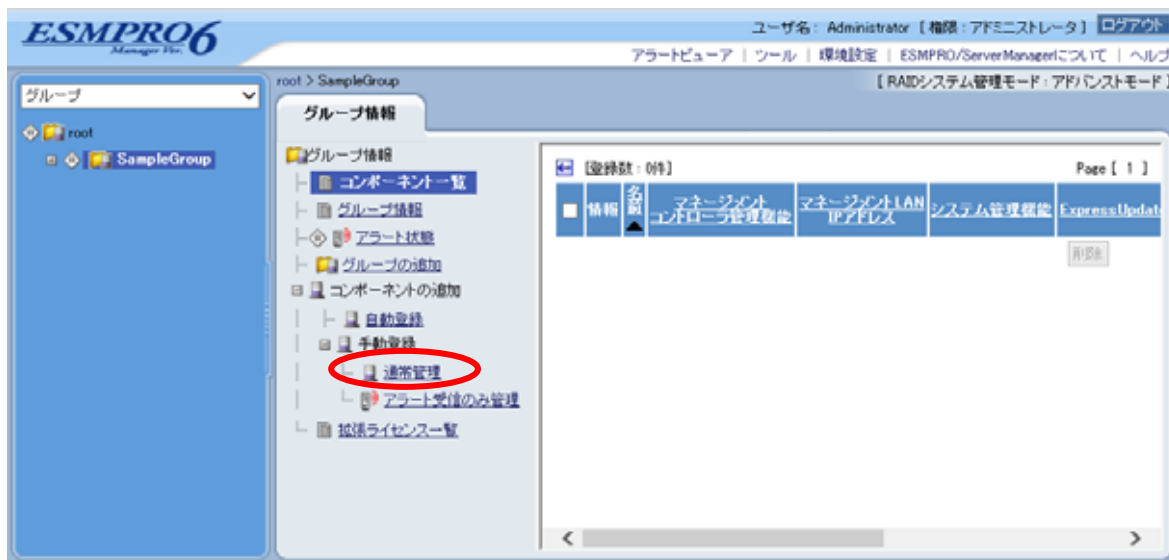 ESMPRO6
Manager Ver.
ユーザ名： Administrator [ 権限：アドミニストレータ ] ログアウト
アラートビューア | ツール | 環境設定 | ESMPRO/ServerManagerについて | ヘルプ
グループ
root > SampleGroup
[ RAIDシステム管理モード：アドバンストモード ]
グループ情報
root
SampleGroup
グループ情報
コンポーネント一覧
グループ情報
アラート状態
グループの追加
コンポーネントの追加
自動登録
手動登録
通常管理
アラート受信のみ管理
拡張ライセンス一覧
[登録数：0件]
Page [ 1 ]
情報
名前
マネージメント
コントローラ管理機能
マネージメントLAN
IPアドレス
システム管理機能
ExpressUpdate
削除